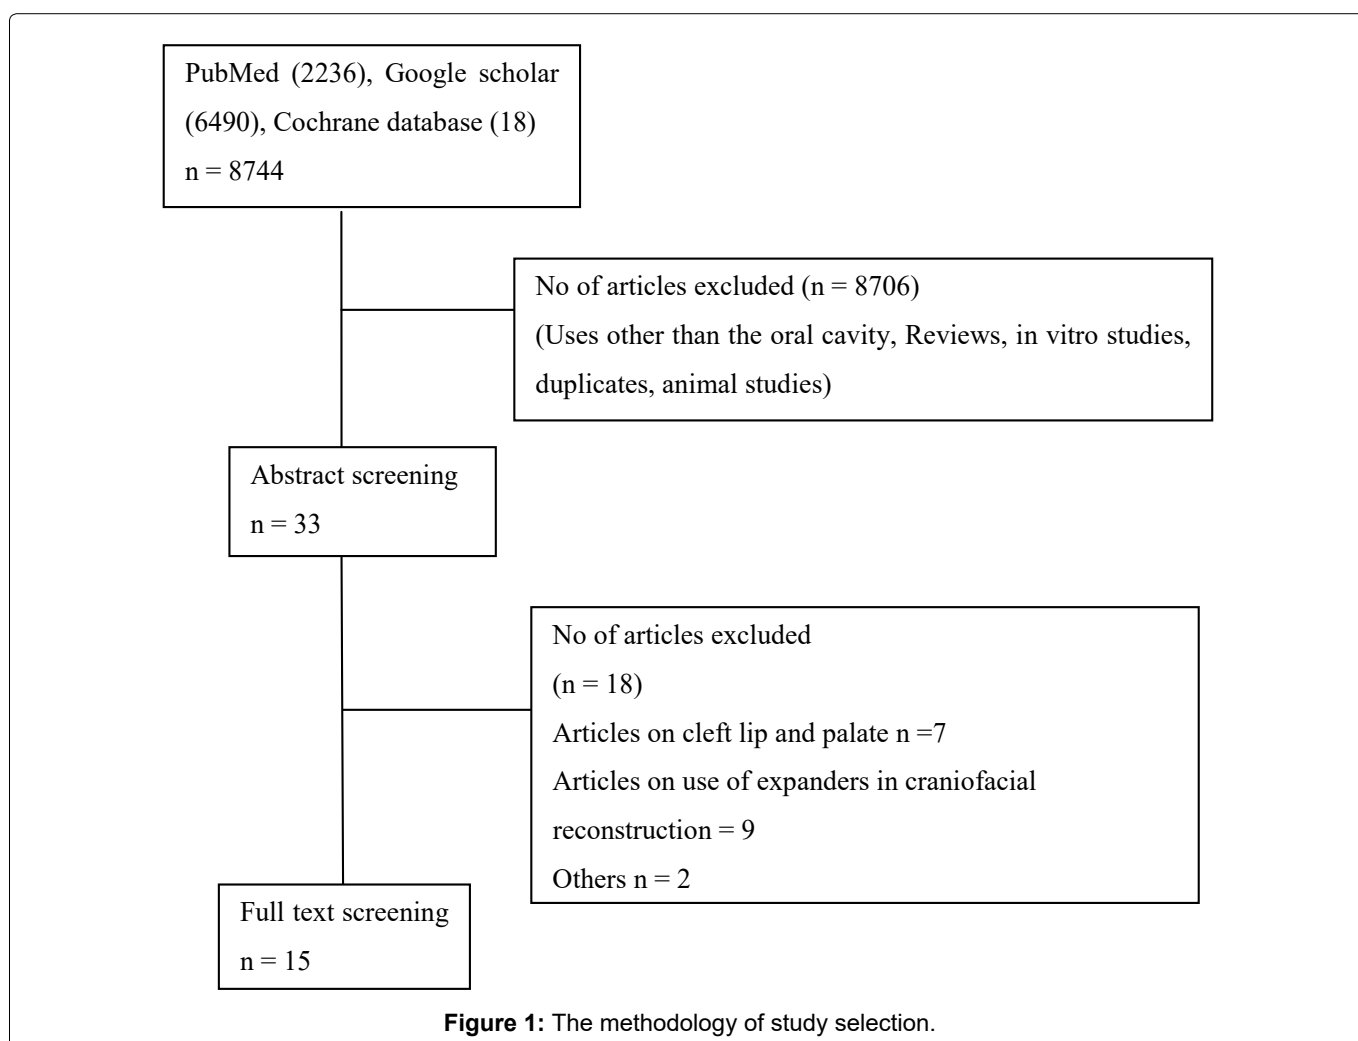 PubMed (2236), Google scholar
(6490), Cochrane database (18)
n = 8744
No of articles excluded (n = 8706)
(Uses other than the oral cavity, Reviews, in vitro studies,
duplicates, animal studies)
Abstract screening
n = 33
No of articles excluded
(n = 18)
Articles on cleft lip and palate n =7
Articles on use of expanders in craniofacial
reconstruction = 9
Others n = 2
Full text screening
n = 15
Figure 1: The methodology of study selection.